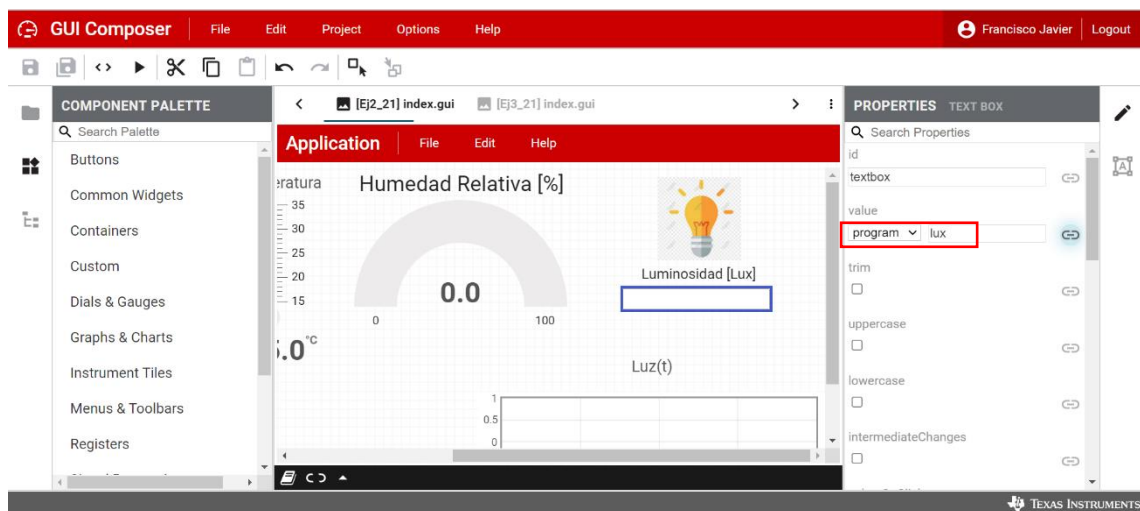 GUI Composer File Edit Project Options Help Francisco Javier Logout
COMPONENT PALETTE
Search Palette
Buttons
Common Widgets
Containers
Custom
Dials & Gauges
Graphs & Charts
Instrument Tiles
Menus & Toolbars
Registers
[Ej2_21] index.gui [Ej3_21] index.gui
Application File Edit Help
eratura
35
30
25
20
15
5.0 °C
Humedad Relativa [%]
0.0
0 100
Luminosidad [Lux]
Luz(t)
1
0.5
0
PROPERTIES TEXT BOX
Search Properties
id
textbox
value
program lux
trim
uppercase
lowercase
intermediateChanges
TEXAS INSTRUMENTS